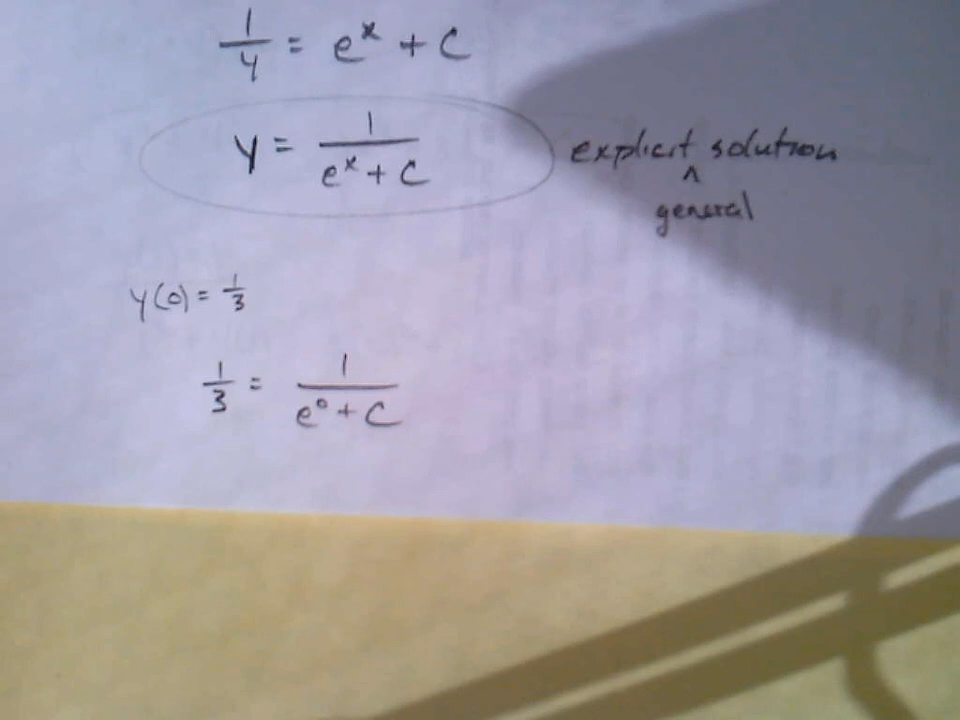 1/y = e^x + C
y = 1/(e^x + C) explicit solution
^
general
y(0) = 1/3
1/3 = 1/(e^0 + C)